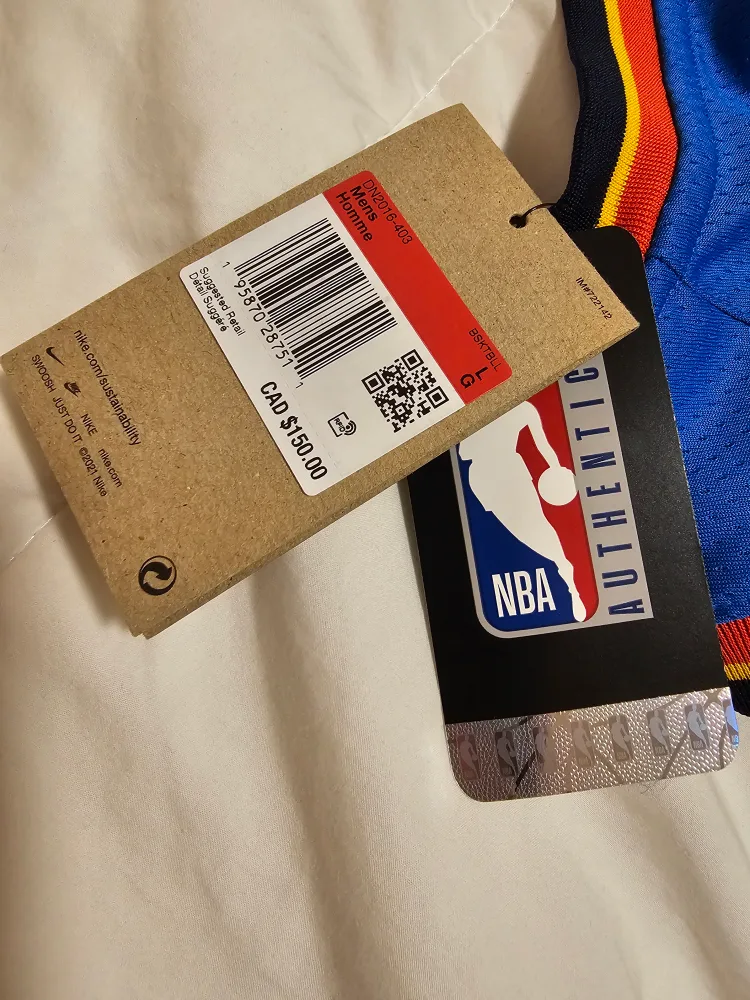 DN2016-403
Mens
Homme
BSKTBLL
L
G
1 95870 28751 1
Suggested Retail
Détail Suggéré
CAD $150.00
RFID
IM#722142
nike.com/sustainability
NIKE nike.com
SWOOSH JUST DO IT ©2021 Nike
NBA
AUTHENTIC